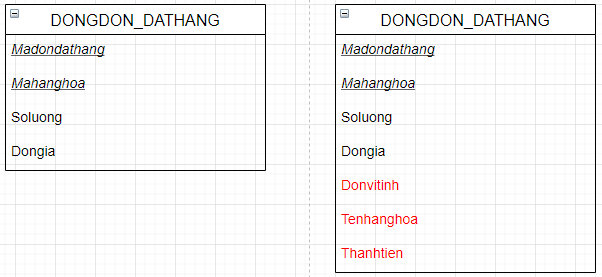 DONGDON_DATHANG
Madondathang
Mahanghoa
Soluong
Dongia
DONGDON_DATHANG
Madondathang
Mahanghoa
Soluong
Dongia
Donvitinh
Tenhanghoa
Thanhtien